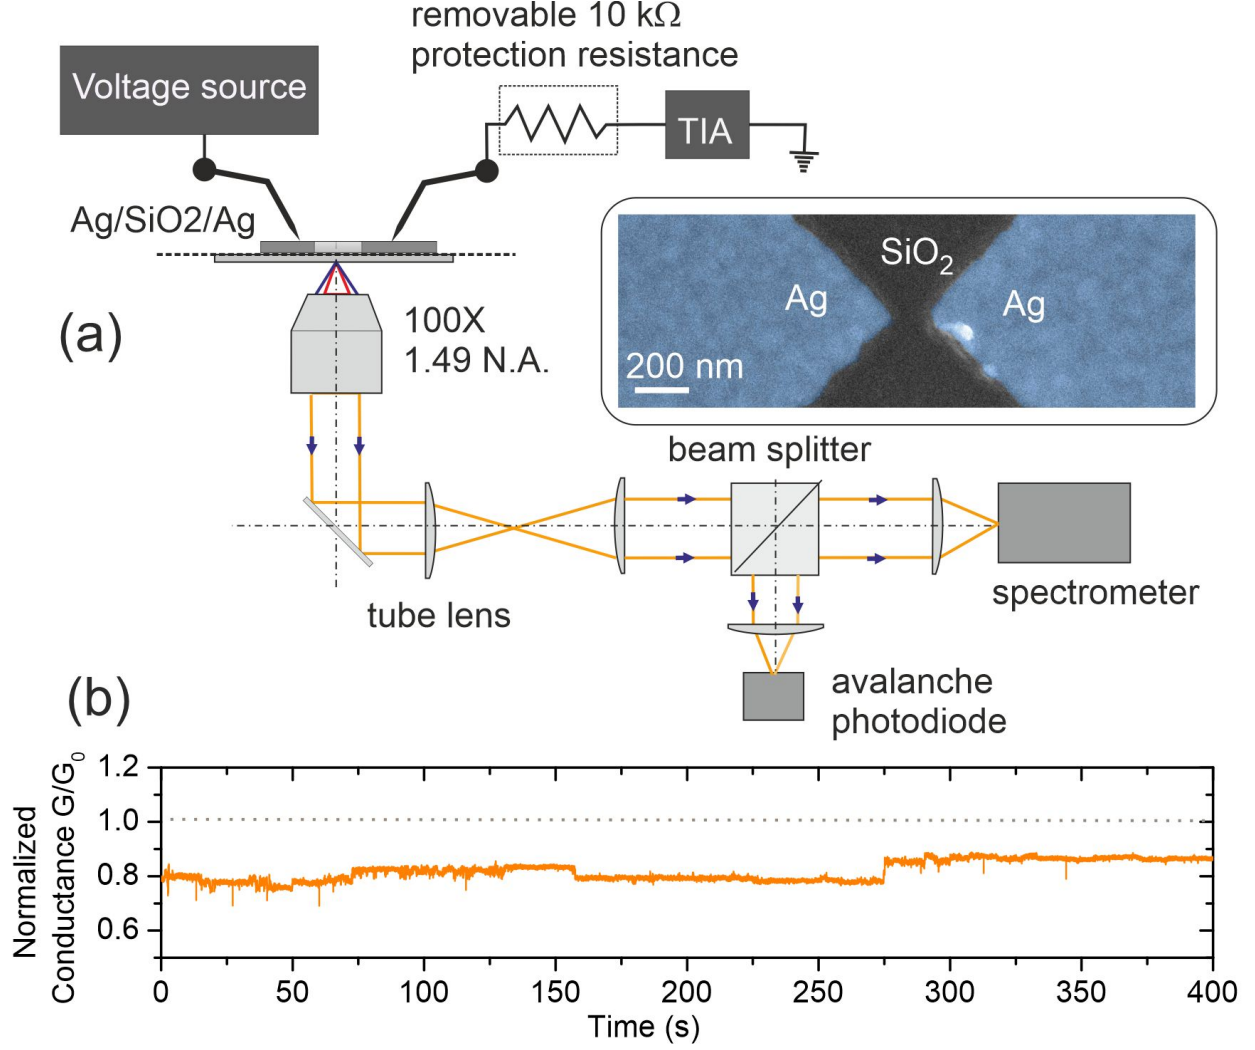 removable 10 kΩ
protection resistance
Voltage source
TIA
Ag/SiO2/Ag
SiO₂
Ag
Ag
200 nm
(a)
100X
1.49 N.A.
beam splitter
tube lens
spectrometer
avalanche
photodiode
(b)
Normalized
Conductance G/G₀
1.2
1.0
0.8
0.6
0 50 100 150 200 250 300 350 400
Time (s)